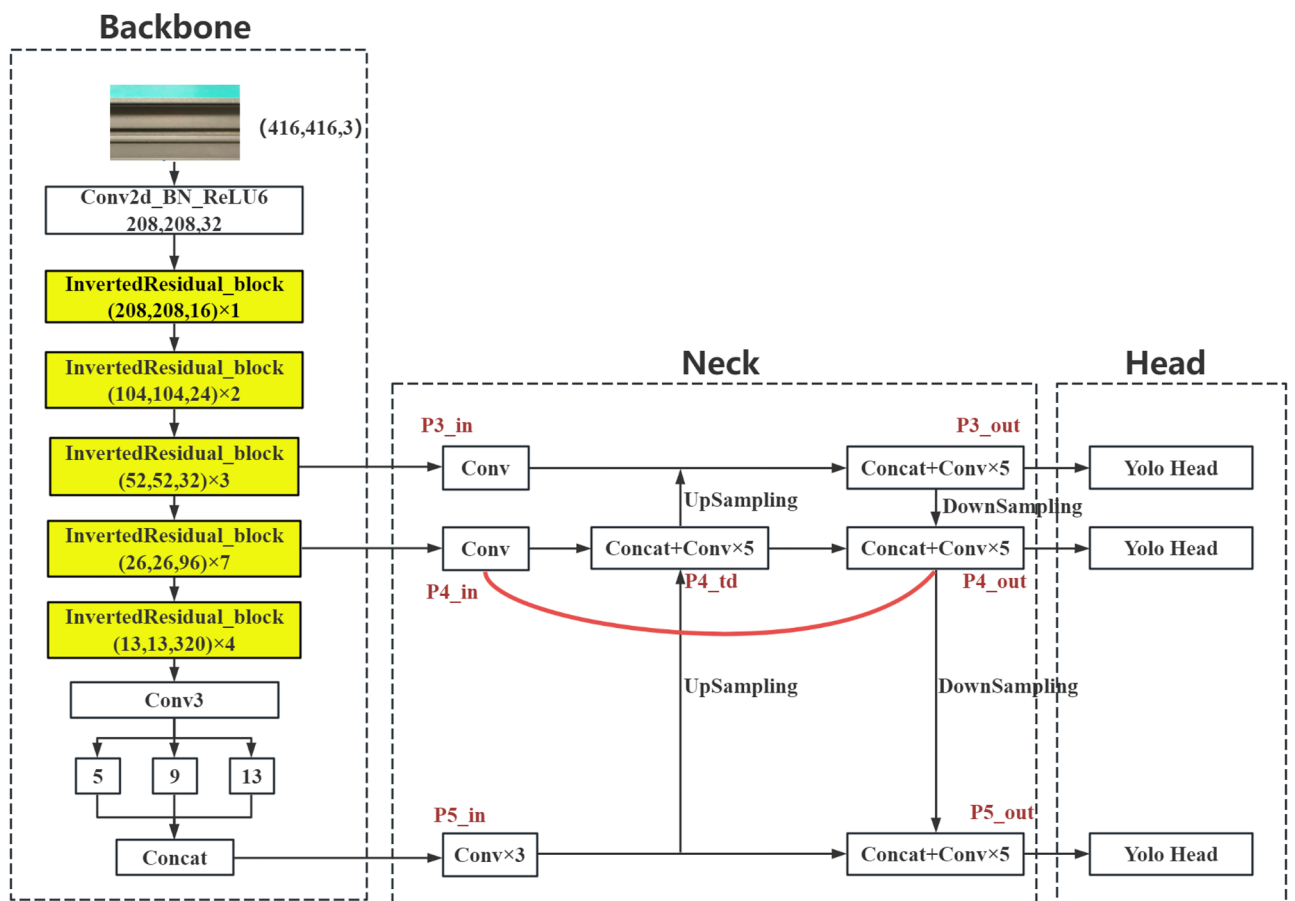 Backbone
(416,416,3)
Conv2d_BN_ReLU6
208,208,32
InvertedResidual_block
(208,208,16)×1
InvertedResidual_block
(104,104,24)×2
InvertedResidual_block
(52,52,32)×3
InvertedResidual_block
(26,26,96)×7
InvertedResidual_block
(13,13,320)×4
Conv3
5
9
13
Concat
Neck
P3_in
Conv
P3_out
Concat+Conv×5
UpSampling
DownSampling
Conv
P4_in
Concat+Conv×5
P4_td
Concat+Conv×5
P4_out
UpSampling
DownSampling
P5_in
Conv×3
P5_out
Concat+Conv×5
Head
Yolo Head
Yolo Head
Yolo Head